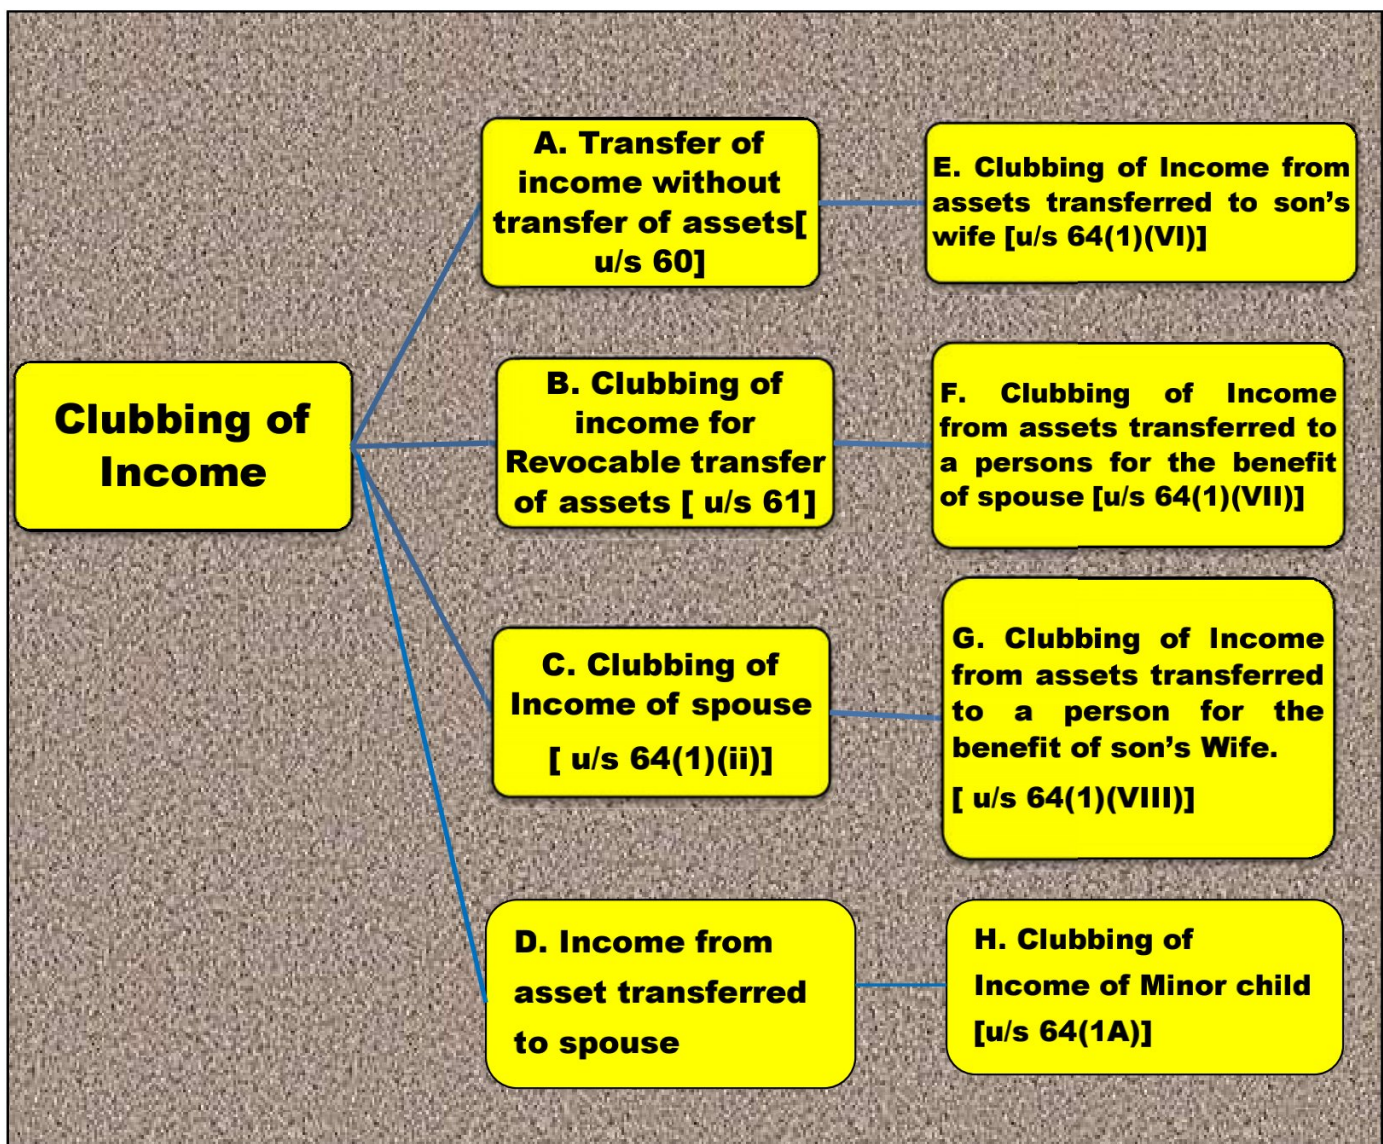 Clubbing of
Income
A. Transfer of
income without
transfer of assets[
u/s 60]
B. Clubbing of
income for
Revocable transfer
of assets [ u/s 61]
C. Clubbing of
Income of spouse
[ u/s 64(1)(ii)]
D. Income from
asset transferred
to spouse
E. Clubbing of Income from
assets transferred to son’s
wife [u/s 64(1)(VI)]
F. Clubbing of Income
from assets transferred to
a persons for the benefit
of spouse [u/s 64(1)(VII)]
G. Clubbing of Income
from assets transferred
to a person for the
benefit of son’s Wife.
[ u/s 64(1)(VIII)]
H. Clubbing of
Income of Minor child
[u/s 64(1A)]